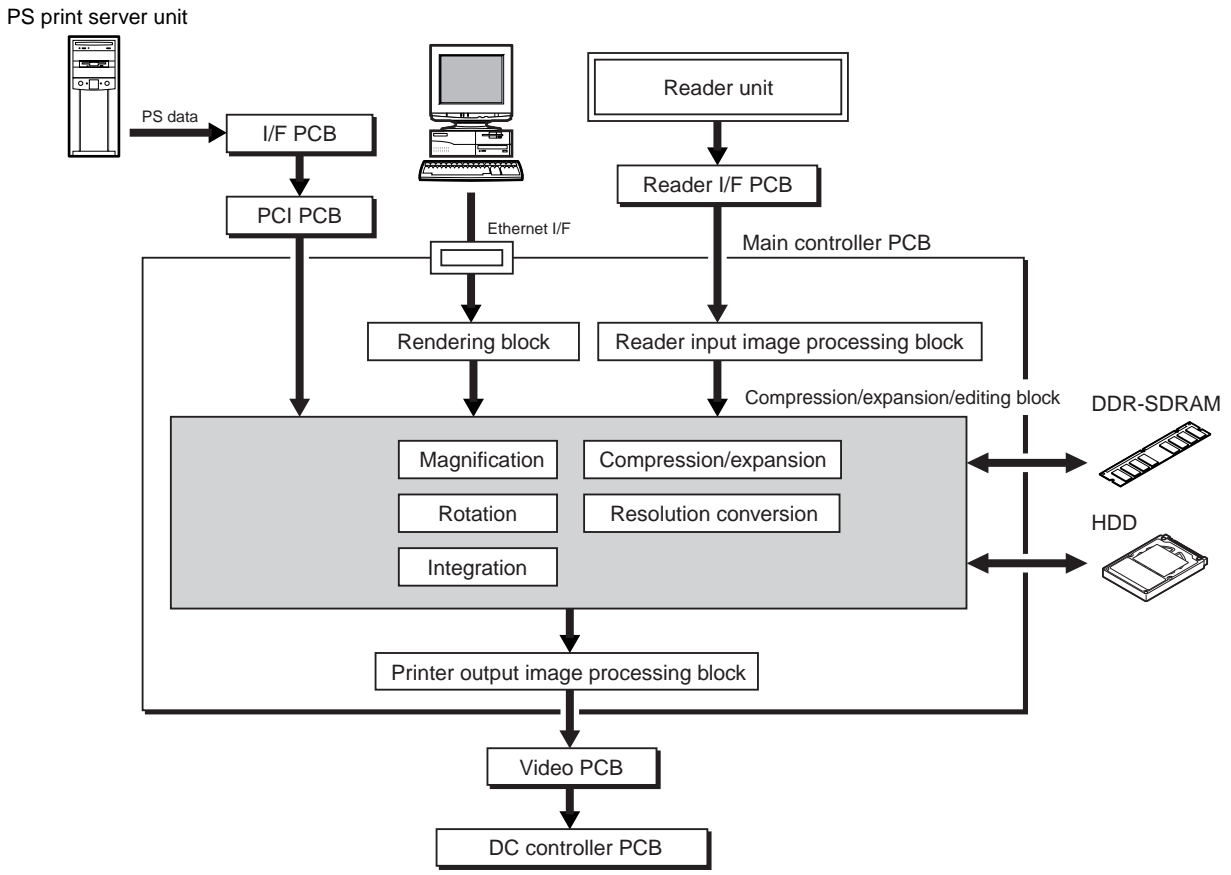 PS print server unit
PS data
I/F PCB
PCI PCB
Ethernet I/F
Reader unit
Reader I/F PCB
Main controller PCB
Rendering block
Reader input image processing block
Compression/expansion/editing block
DDR-SDRAM
Magnification
Compression/expansion
Rotation
Resolution conversion
HDD
Integration
Printer output image processing block
Video PCB
DC controller PCB